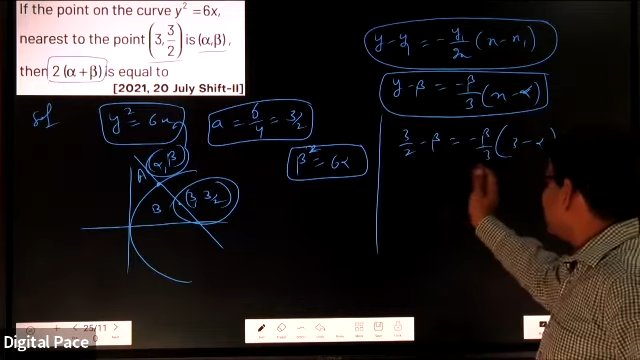 If the point on the curve y² = 6x,
nearest to the point (3, 3/2) is (α,β),
then 2 (α + β) is equal to
[2021, 20 July Shift-II]
Sol
y² = 6x
a = 6/4 = 3/2
β² = 6α
(α, β)
A
B
(3, 3/2)
y - y₁ = -y₁/2a (x - x₁)
y - β = -β/3 (x - α)
3/2 - β = -β/3 (3 - α)
25/11
Digital Pace